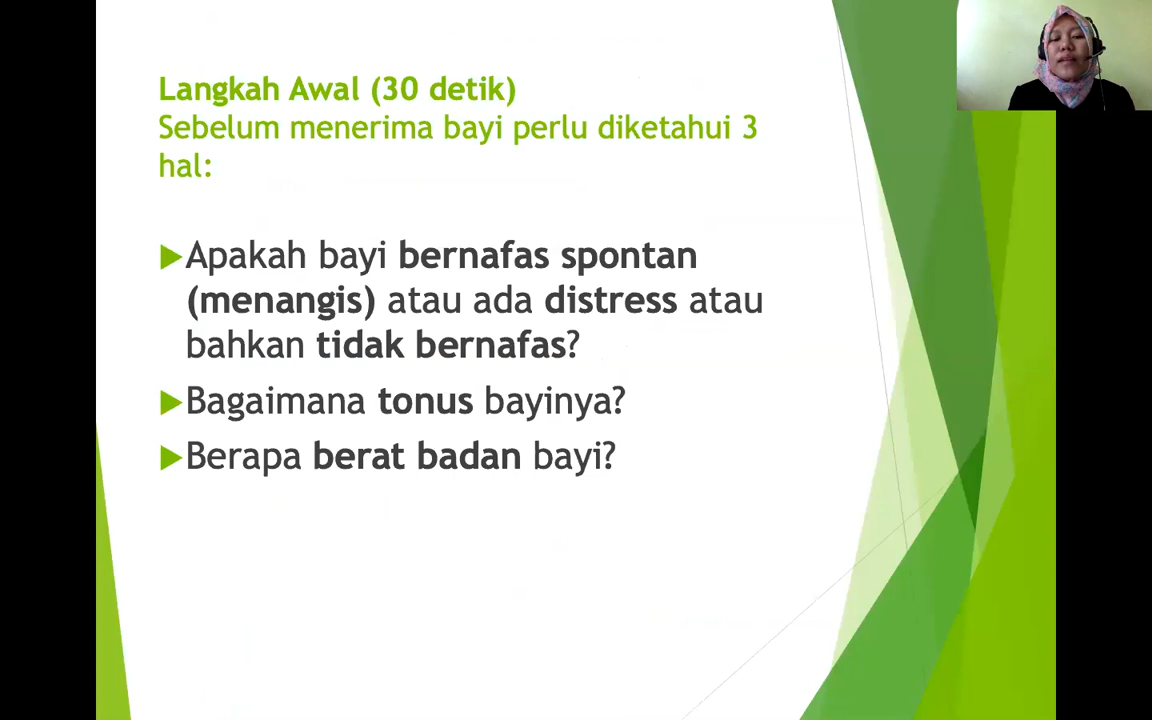 Langkah Awal (30 detik)
Sebelum menerima bayi perlu diketahui 3
hal:
Apakah bayi bernafas spontan
(menangis) atau ada distress atau
bahkan tidak bernafas?
Bagaimana tonus bayinya?
Berapa berat badan bayi?